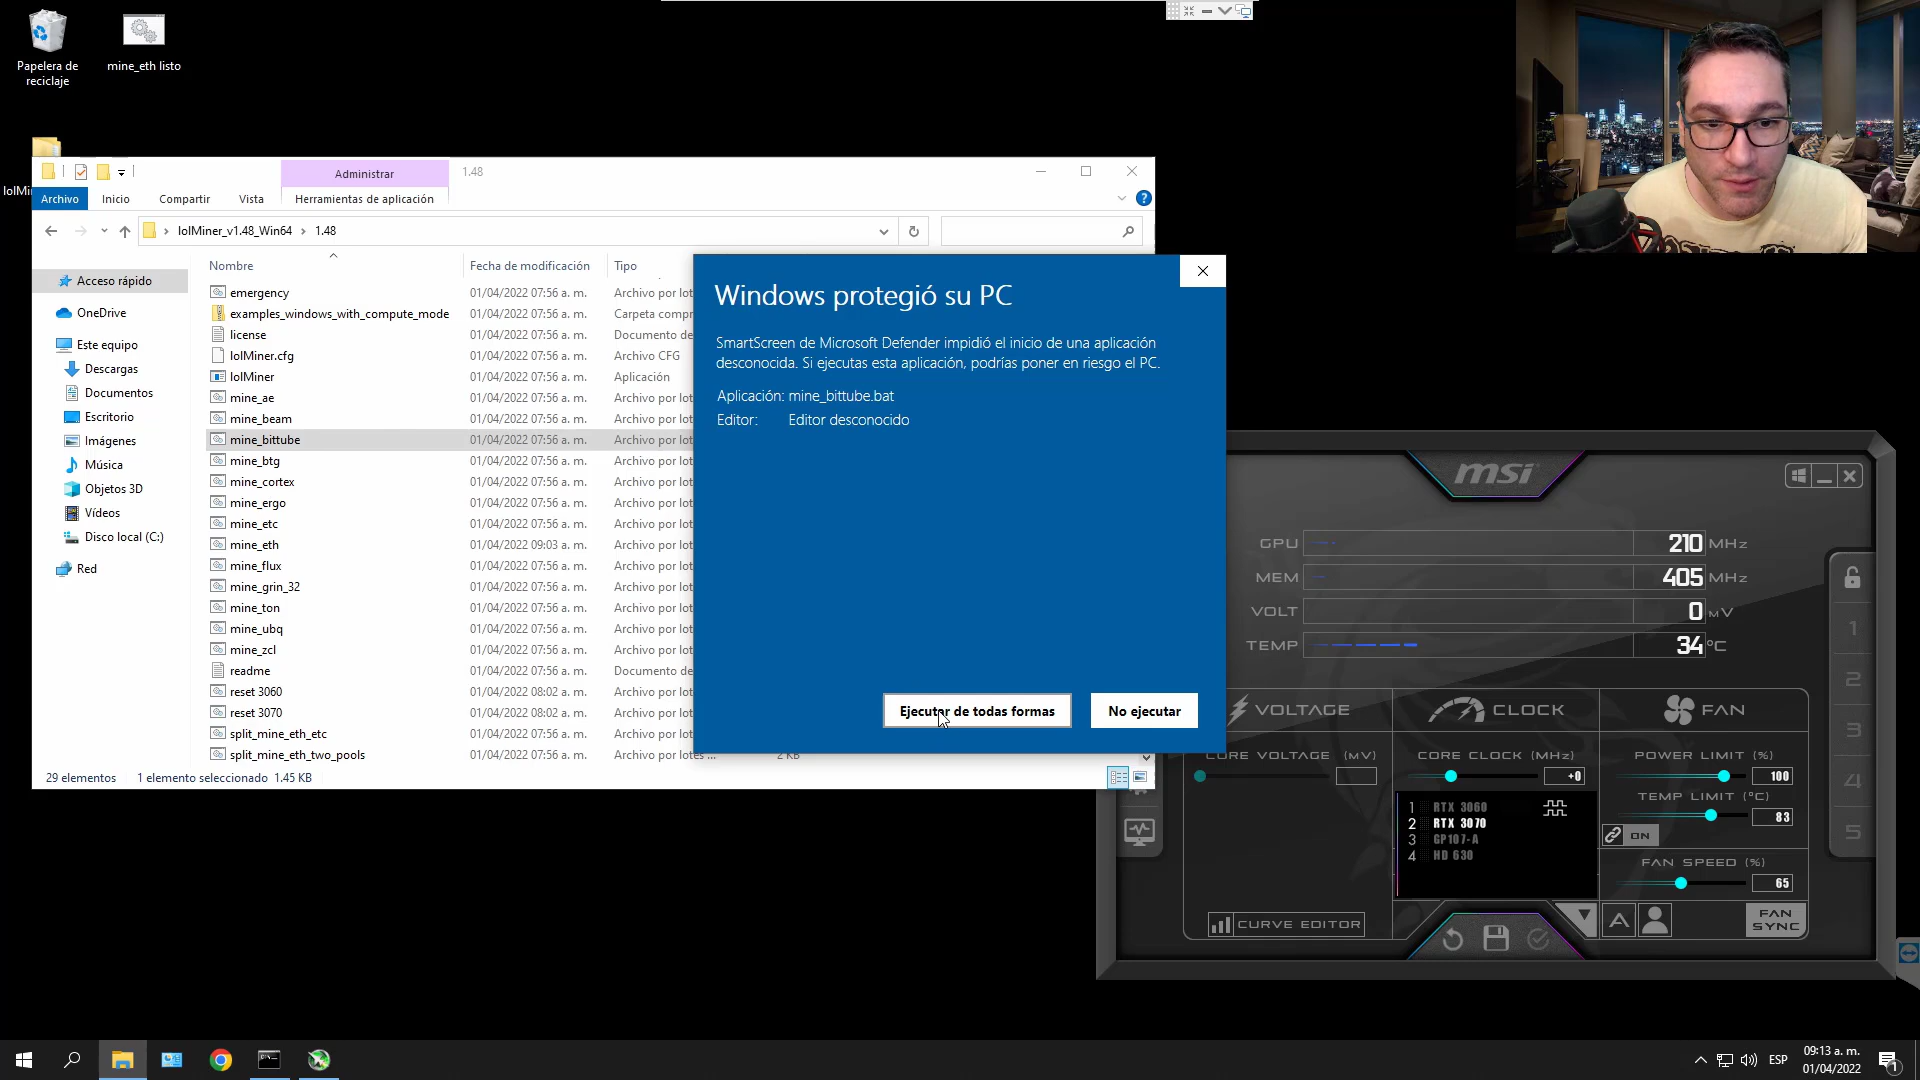 Papelera de
reciclaje
mine_eth listo
lolMi
Administrar
1.48
Archivo
Inicio
Compartir
Vista
Herramientas de aplicación
lolMiner_v1.48_Win64 > 1.48
Acceso rápido
OneDrive
Este equipo
Descargas
Documentos
Escritorio
Imágenes
Música
Objetos 3D
Vídeos
Disco local (C:)
Red
Nombre Fecha de modificación Tipo
emergency 01/04/2022 07:56 a. m. Archivo por lot
examples_windows_with_compute_mode 01/04/2022 07:56 a. m. Carpeta compr
license 01/04/2022 07:56 a. m. Documento de
lolMiner.cfg 01/04/2022 07:56 a. m. Archivo CFG
lolMiner 01/04/2022 07:56 a. m. Aplicación
mine_ae 01/04/2022 07:56 a. m. Archivo por lot
mine_beam 01/04/2022 07:56 a. m. Archivo por lot
mine_bittube 01/04/2022 07:56 a. m. Archivo por lot
mine_btg 01/04/2022 07:56 a. m. Archivo por lot
mine_cortex 01/04/2022 07:56 a. m. Archivo por lot
mine_ergo 01/04/2022 07:56 a. m. Archivo por lot
mine_etc 01/04/2022 07:56 a. m. Archivo por lot
mine_eth 01/04/2022 09:03 a. m. Archivo por lot
mine_flux 01/04/2022 07:56 a. m. Archivo por lot
mine_grin_32 01/04/2022 07:56 a. m. Archivo por lot
mine_ton 01/04/2022 07:56 a. m. Archivo por lot
mine_ubq 01/04/2022 07:56 a. m. Archivo por lot
mine_zcl 01/04/2022 07:56 a. m. Archivo por lot
readme 01/04/2022 07:56 a. m. Documento de
reset 3060 01/04/2022 08:02 a. m. Archivo por lot
reset 3070 01/04/2022 08:02 a. m. Archivo por lot
split_mine_eth_etc 01/04/2022 07:56 a. m. Archivo por lot
split_mine_eth_two_pools 01/04/2022 07:56 a. m. Archivo por lotes ... 2 KB
29 elementos 1 elemento seleccionado 1.45 KB
Windows protegió su PC
SmartScreen de Microsoft Defender impidió el inicio de una aplicación
desconocida. Si ejecutas esta aplicación, podrías poner en riesgo el PC.
Aplicación: mine_bittube.bat
Editor: Editor desconocido
Ejecutar de todas formas
No ejecutar
msi
GPU 210 MHz
MEM 405 MHz
VOLT 0 MV
TEMP 34 °C
VOLTAGE
CLOCK
FAN
CORE VOLTAGE (MV)
CORE CLOCK (MHz)
+0
POWER LIMIT (%)
100
TEMP LIMIT (°C)
83
ON
FAN SPEED (%)
65
1 RTX 3060
2 RTX 3070
3 GP107-A
4 HD 630
CURVE EDITOR
A
FAN
SYNC
1
2
3
4
5
ESP
09:13 a. m.
01/04/2022
1